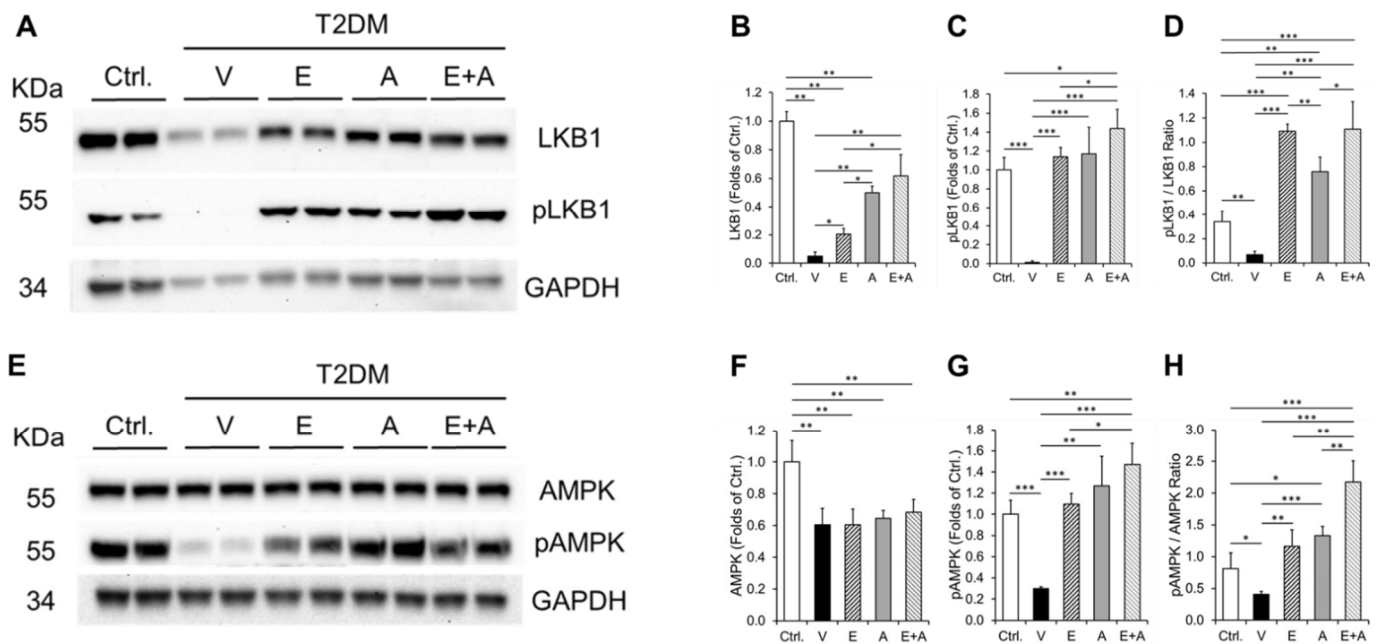 A
T2DM
KDa
Ctrl. V E A E+A
55 LKB1
55 pLKB1
34 GAPDH
B
LKB1 (Folds of Ctrl.)
1.2
1.0
0.8
0.6
0.4
0.2
0.0
** ** ** ** * ** * *
Ctrl. V E A E+A
C
pLKB1 (Folds of Ctrl.)
2.0
1.8
1.6
1.4
1.2
1.0
0.8
0.6
0.4
0.2
0.0
* * *** *** *** ***
Ctrl. V E A E+A
D
pLKB1 / LKB1 Ratio
1.4
1.2
1.0
0.8
0.6
0.4
0.2
0.0
*** ** *** ** *** * *** ** **
Ctrl. V E A E+A
E
T2DM
KDa
Ctrl. V E A E+A
55 AMPK
55 pAMPK
34 GAPDH
F
AMPK (Folds of Ctrl.)
1.2
1.0
0.8
0.6
0.4
0.2
0.0
** ** ** **
Ctrl. V E A E+A
G
pAMPK (Folds of Ctrl.)
1.8
1.6
1.4
1.2
1.0
0.8
0.6
0.4
0.2
0.0
** *** * ** *** ***
Ctrl. V E A E+A
H
pAMPK / AMPK Ratio
3.0
2.5
2.0
1.5
1.0
0.5
0.0
*** *** ** ** * *** ** *
Ctrl. V E A E+A